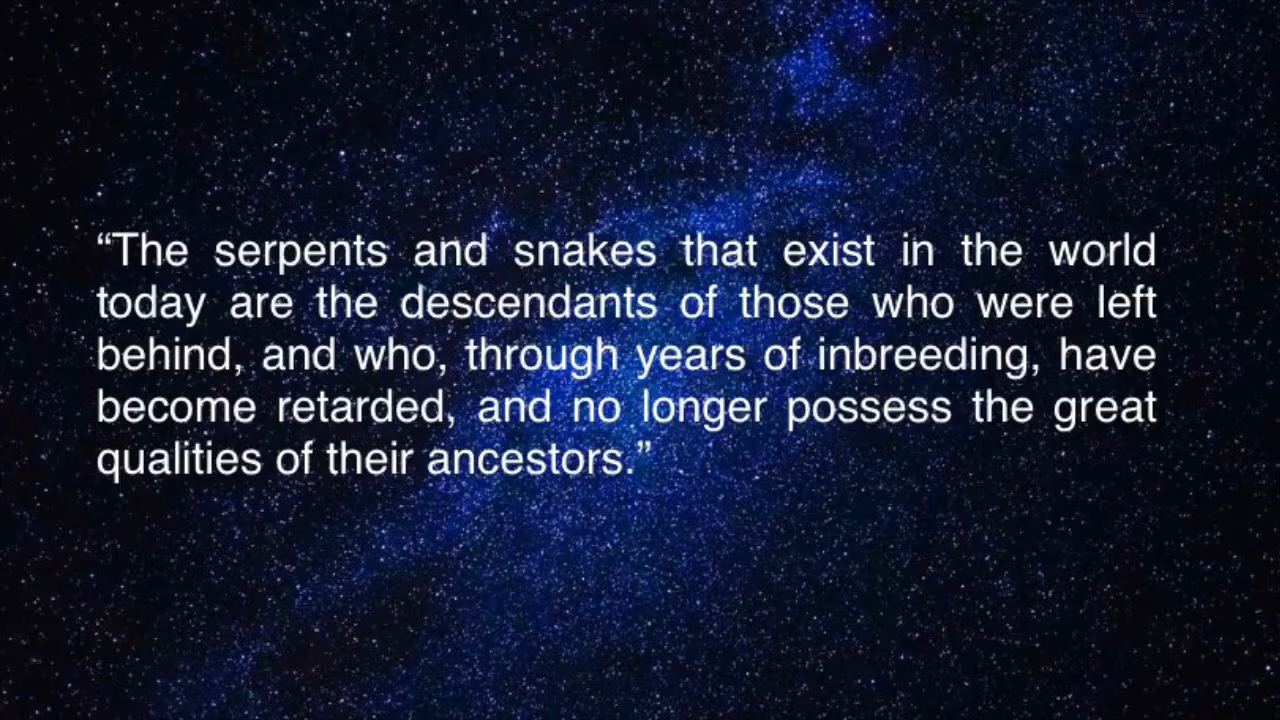 “The serpents and snakes that exist in the world
today are the descendants of those who were left
behind, and who, through years of inbreeding, have
become retarded, and no longer possess the great
qualities of their ancestors.”